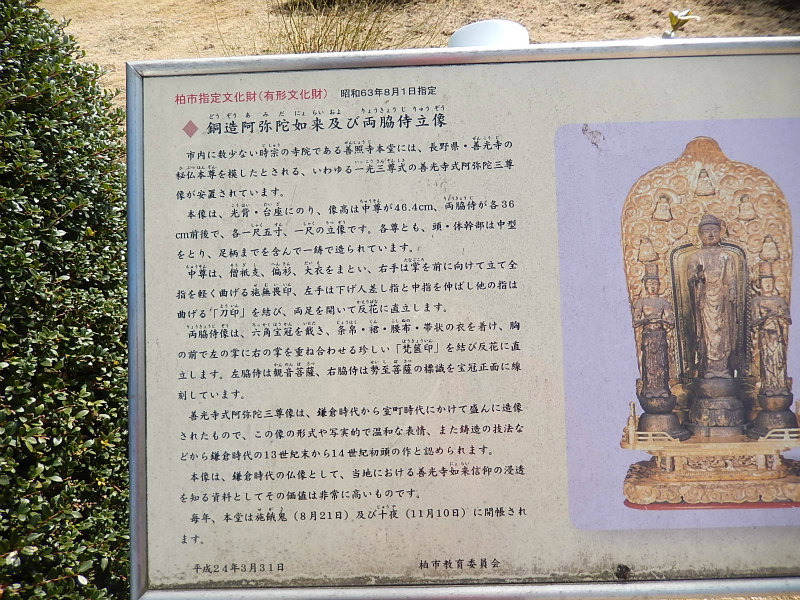 柏市指定文化財(有形文化財) 昭和63年8月1日指定
◆ 銅造阿弥陀如来及び両脇侍立像
市内に数少ない時宗の寺院である善照寺本堂には、長野県・善光寺の
秘仏本尊を模したとされる、いわゆる一光三尊式の善光寺式阿弥陀三尊
像が安置されています。
本像は、光背・台座にのり、像高は中尊が46.4cm、両脇侍が各36
cm前後で、各一尺五寸、一尺の立像です。各尊とも、頭・体幹部は中型
をとり、足柄までを含んで一鋳で造られています。
中尊は、僧祇支、偏衫、大衣をまとい、右手は掌を前に向けて立て全
指を軽く曲げる施無畏印、左手は下げ人差し指と中指を伸ばし他の指は
曲げる「刀印」を結び、両足を開いて反花に直立します。
両脇侍像は、六角宝冠を戴き、条帛・裙・腰布・帯状の衣を着け、胸
の前で左の掌に右の掌を重ね合わせる珍しい「梵篋印」を結び反花に直
立します。左脇侍は観音菩薩、右脇侍は勢至菩薩の標識を宝冠正面に線
刻しています。
善光寺式阿弥陀三尊像は、鎌倉時代から室町時代にかけて盛んに造像
されたもので、この像の形式や写実的で温和な表情、また鋳造の技法な
どから鎌倉時代の13世紀末から14世紀初頭の作と認められます。
本像は、鎌倉時代の仏像として、当地における善光寺如来信仰の浸透
を知る資料としてその価値は非常に高いものです。
毎年、本堂は施餓鬼(8月21日)及び十夜(11月10日)に開帳され
ます。
平成24年3月31日 柏市教育委員会